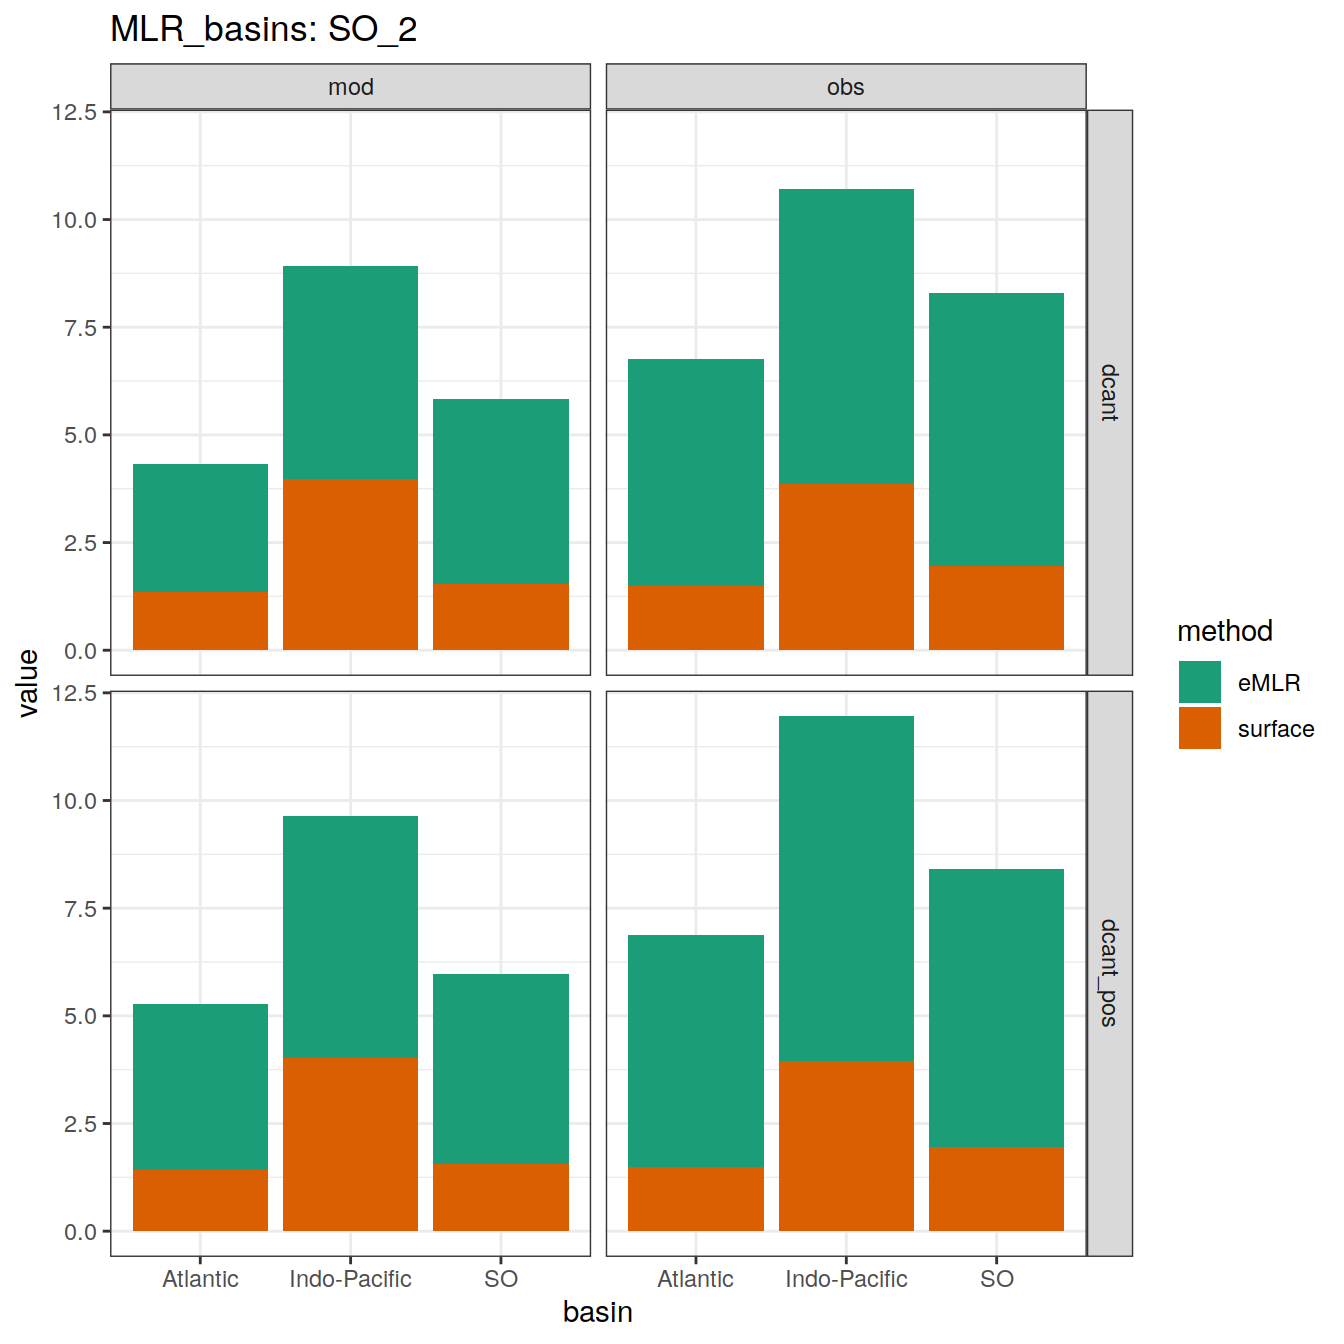 MLR_basins: SO_2
mod
obs
12.5
10.0
7.5
5.0
2.5
0.0
dcant
value
12.5
10.0
7.5
5.0
2.5
0.0
dcant_pos
Atlantic
Indo-Pacific
SO
Atlantic
Indo-Pacific
SO
basin
method
eMLR
surface